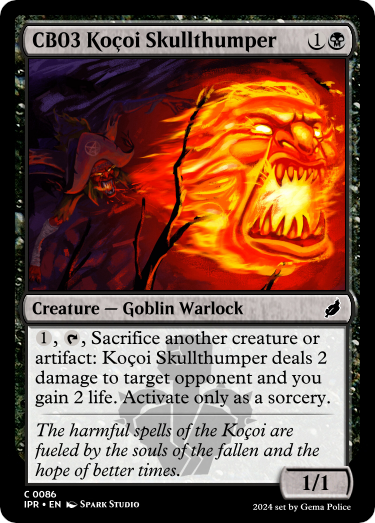 CB03 Koçoi Skullthumper 1
Creature — Goblin Warlock
1 , , Sacrifice another creature or
artifact: Koçoi Skullthumper deals 2
damage to target opponent and you
gain 2 life. Activate only as a sorcery.
The harmful spells of the Koçoi are
fueled by the souls of the fallen and the
hope of better times.
1/1
C 0086
IPR • EN Spark Studio
2024 set by Gema Police